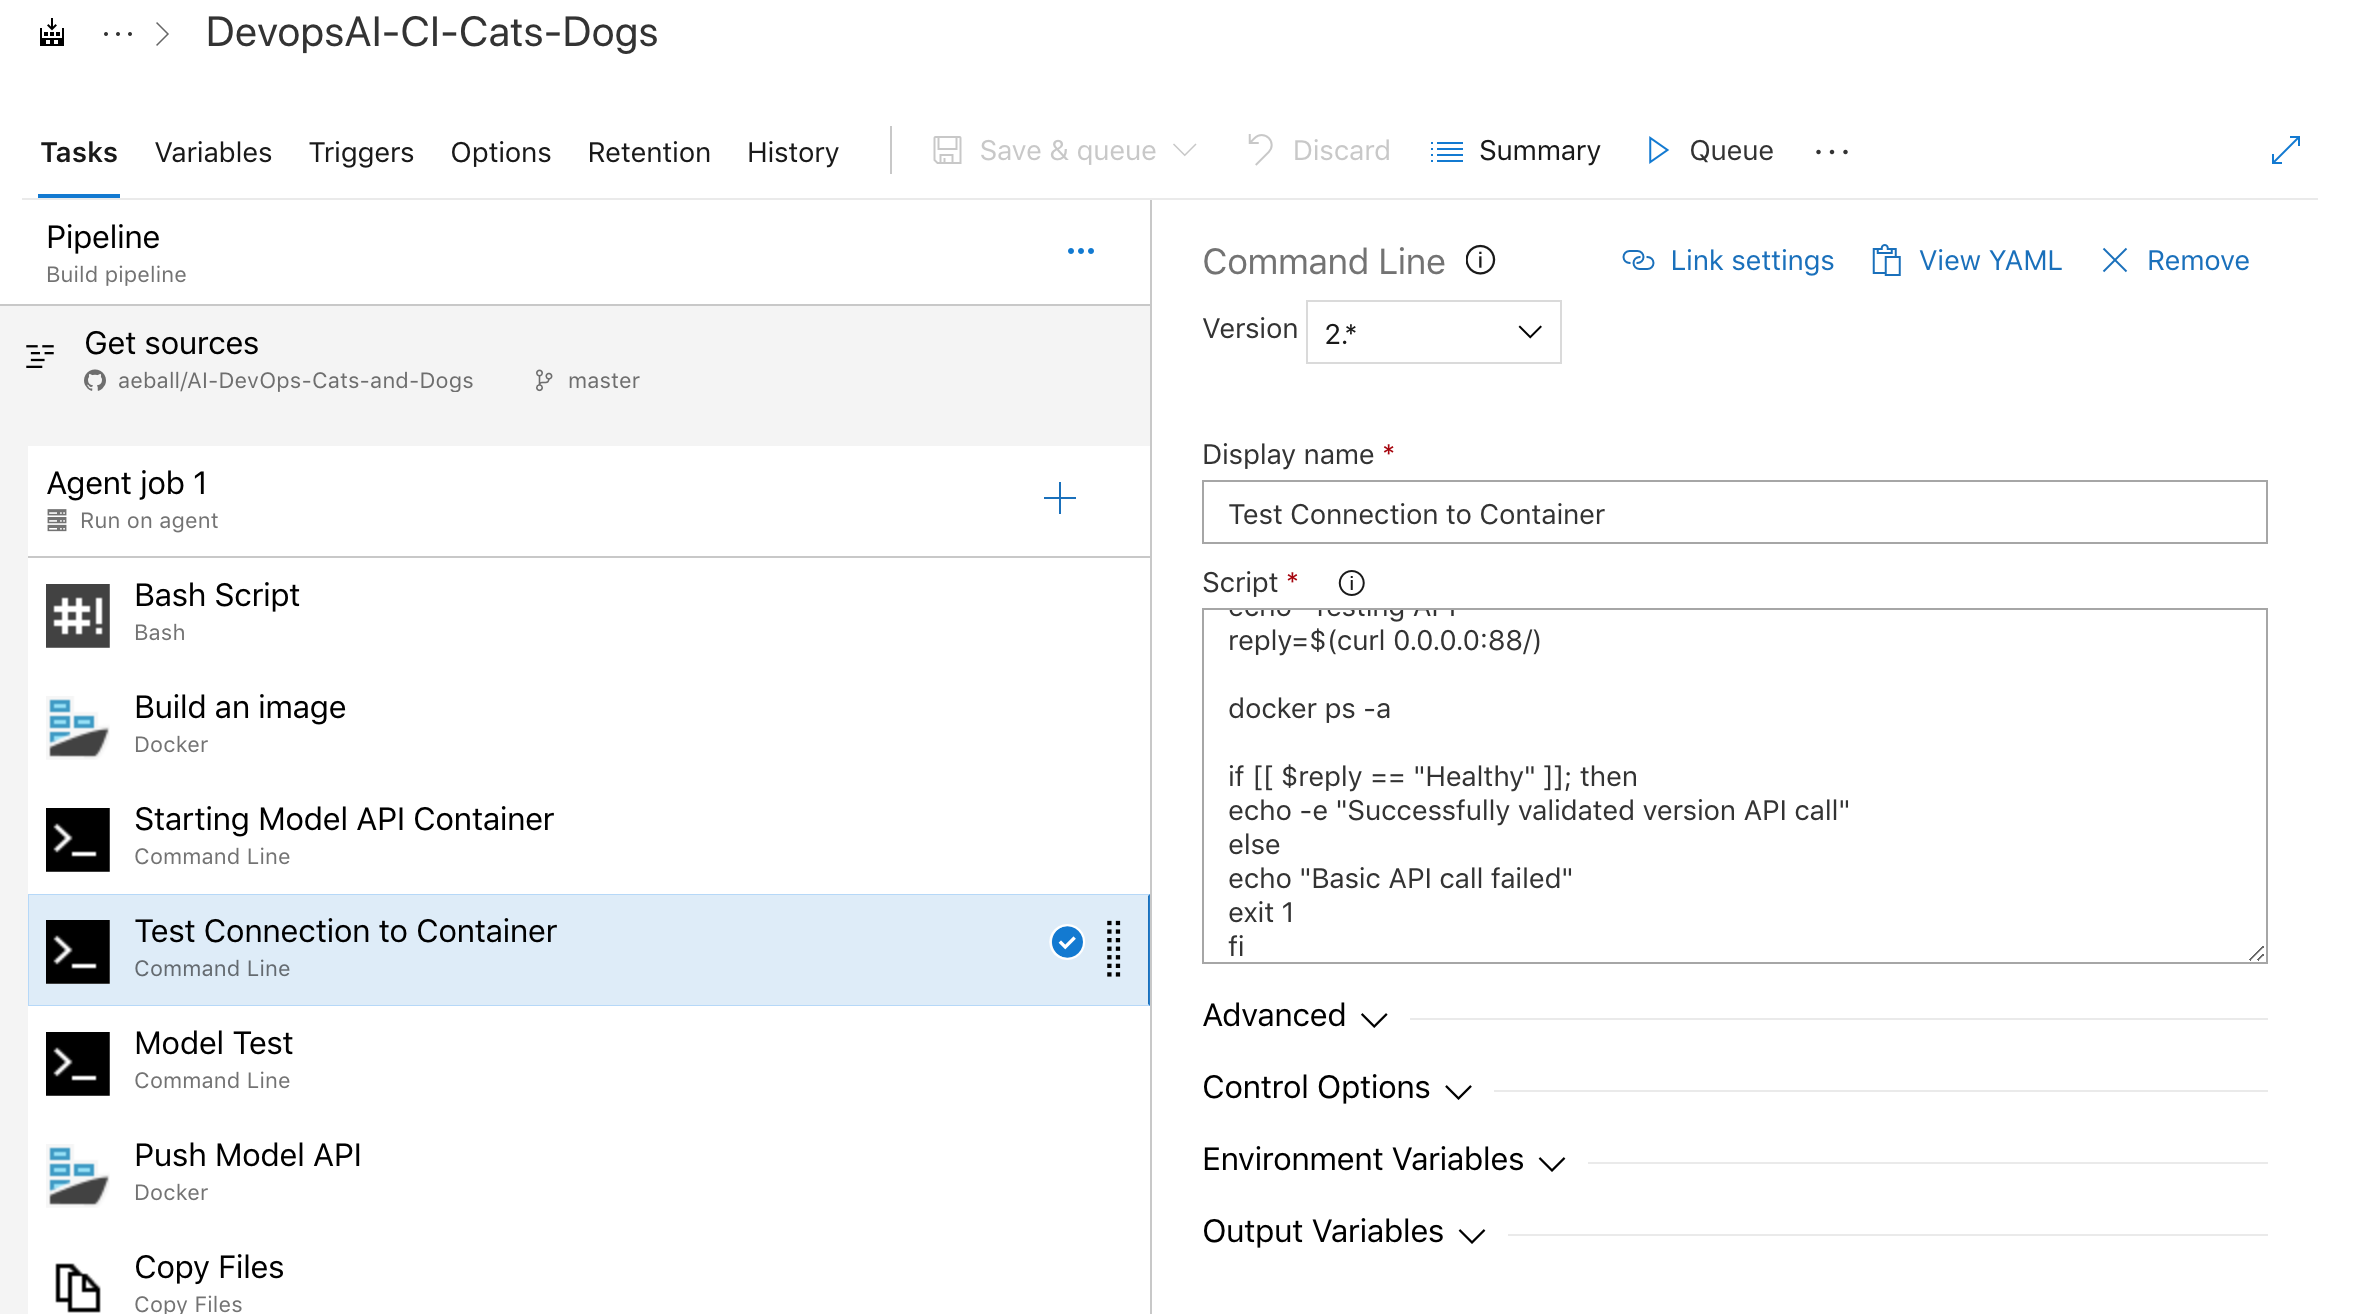 DevopsAI-CI-Cats-Dogs
Tasks Variables Triggers Options Retention History Save & queue Discard Summary Queue
Pipeline
Build pipeline
Get sources
aeball/AI-DevOps-Cats-and-Dogs master
Agent job 1
Run on agent
#! Bash Script
Bash
Build an image
Docker
Starting Model API Container
Command Line
Test Connection to Container
Command Line
Model Test
Command Line
Push Model API
Docker
Copy Files
Copy Files
Command Line Link settings View YAML Remove
Version 2.*
Display name *
Test Connection to Container
Script *
echo "Testing API"
reply=$(curl 0.0.0.0:88/)
docker ps -a
if [[ $reply == "Healthy" ]]; then
echo -e "Successfully validated version API call"
else
echo "Basic API call failed"
exit 1
fi
Advanced
Control Options
Environment Variables
Output Variables